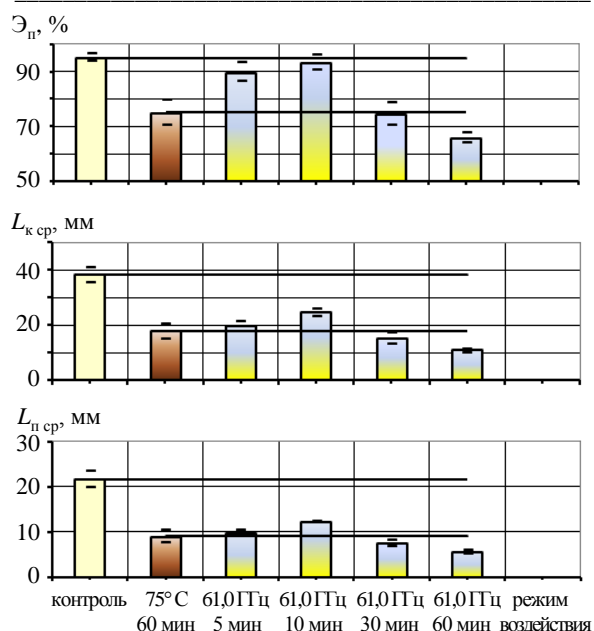 Эп, %
90
70
50
Lк ср, мм
40
20
0
Lп ср, мм
30
20
10
0
контроль 75° С 61,0 ГГц 61,0 ГГц 61,0 ГГц 61,0 ГГц режим
60 мин 5 мин 10 мин 30 мин 60 мин воздействия